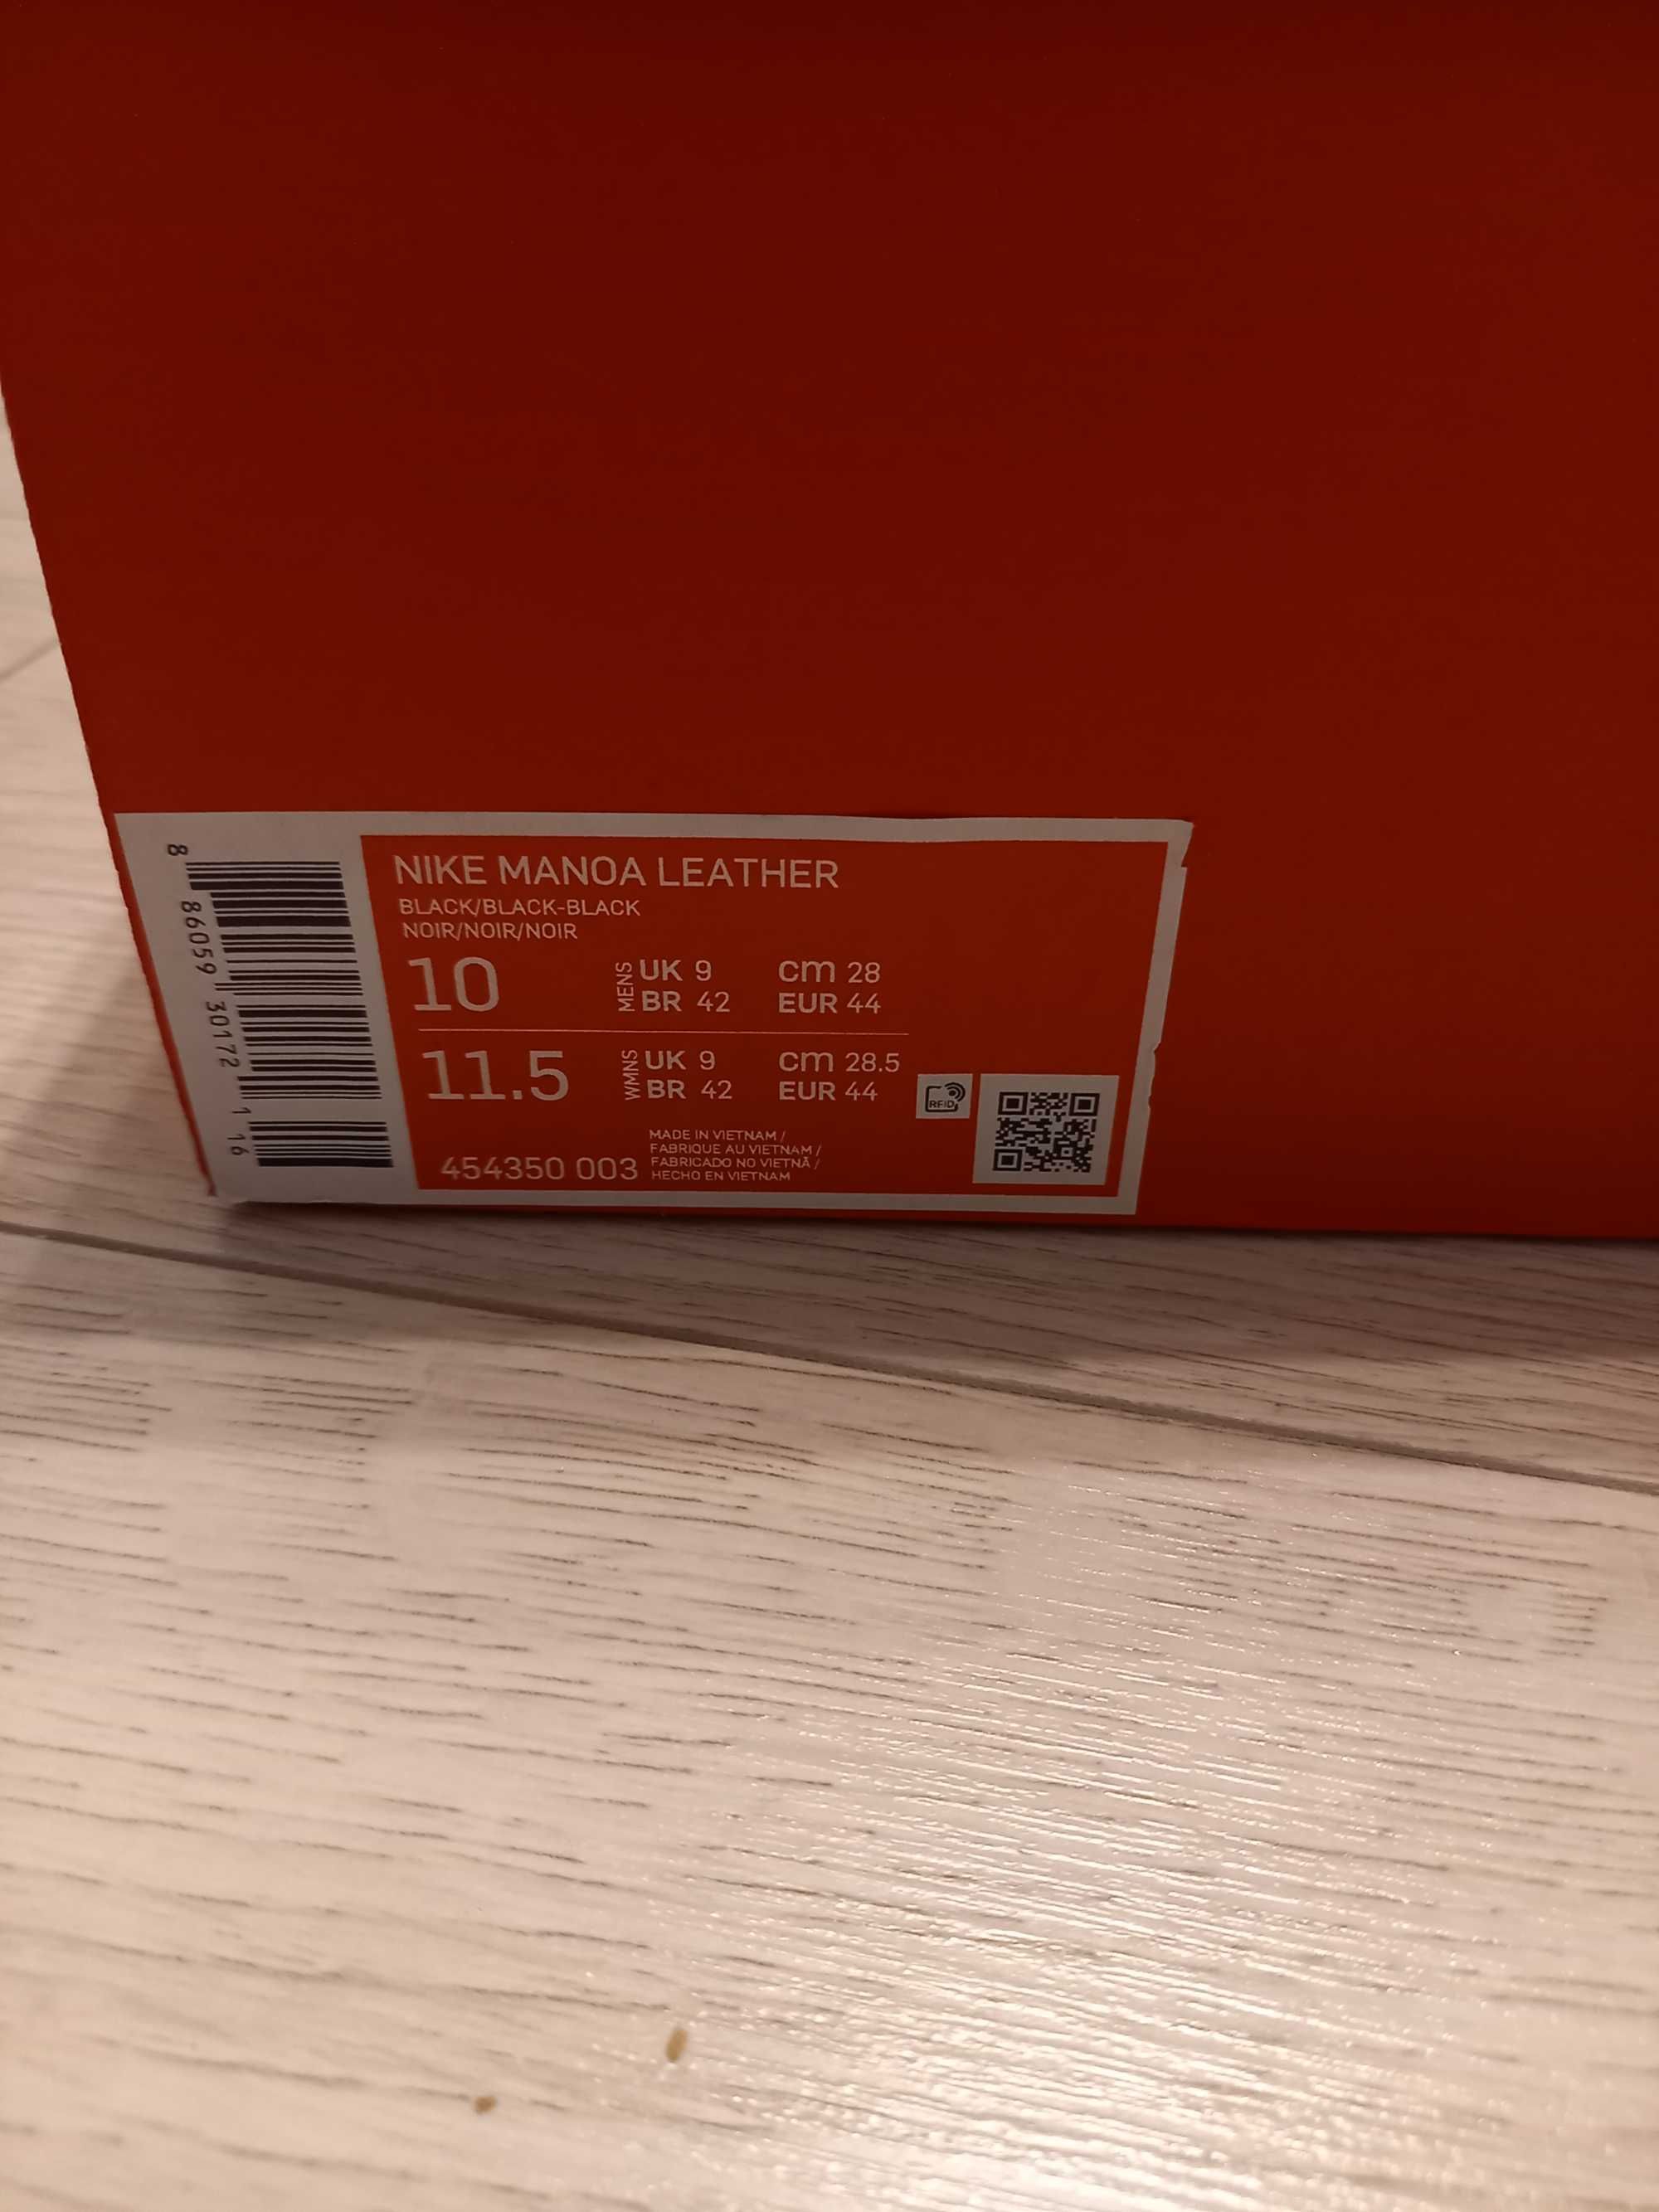 NIKE MANOA LEATHER
BLACK/BLACK-BLACK
NOIR/NOIR/NOIR
10 MENS UK 9 cm 28
BR 42 EUR 44
11.5 WMNS UK 9 cm 28.5
BR 42 EUR 44
RFID
454350 003
MADE IN VIETNAM /
FABRIQUE AU VIETNAM /
FABRICADO NO VIETNÃ /
HECHO EN VIETNAM
8 86059 30172 1 16